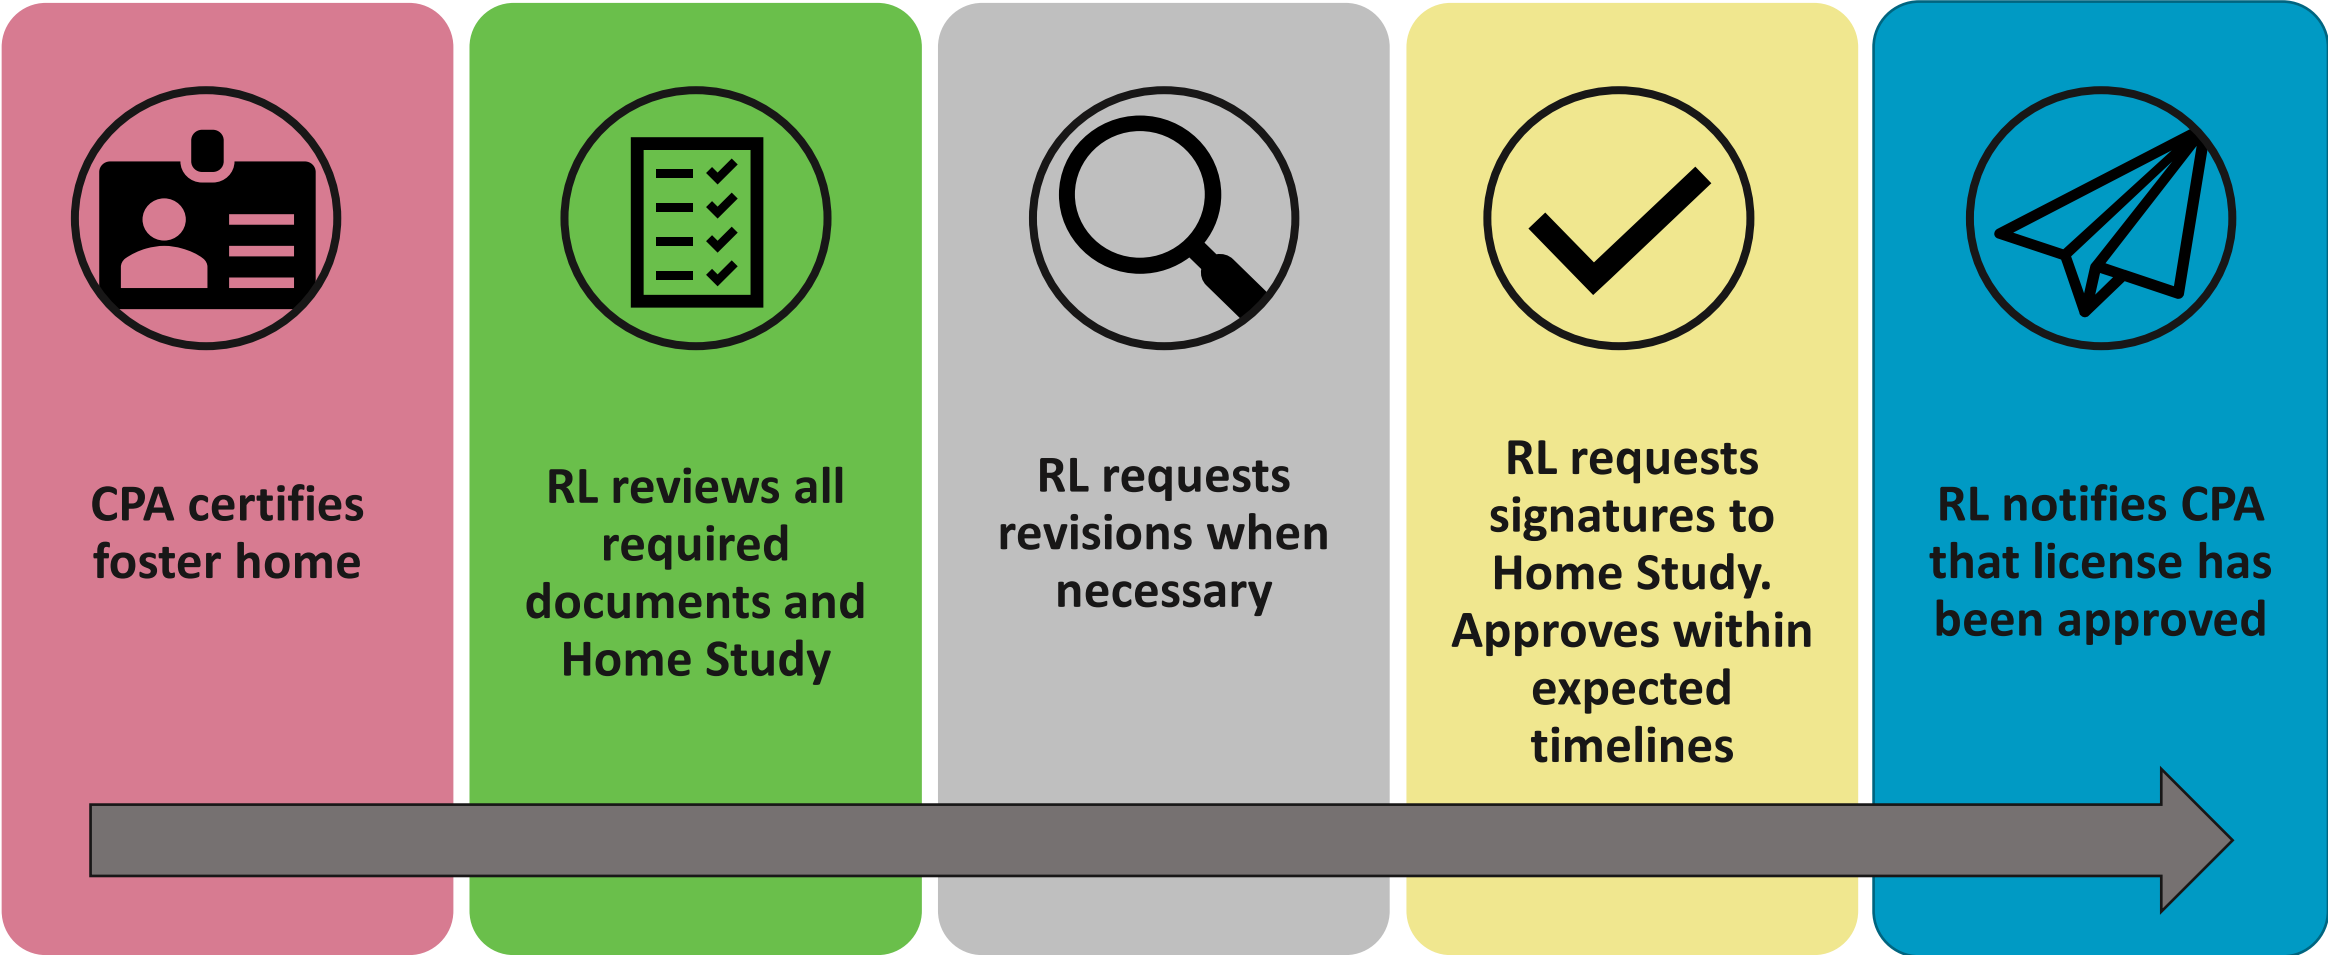 CPA certifies
foster home
RL reviews all
required
documents and
Home Study
RL requests
revisions when
necessary
RL requests
signatures to
Home Study.
Approves within
expected
timelines
RL notifies CPA
that license has
been approved